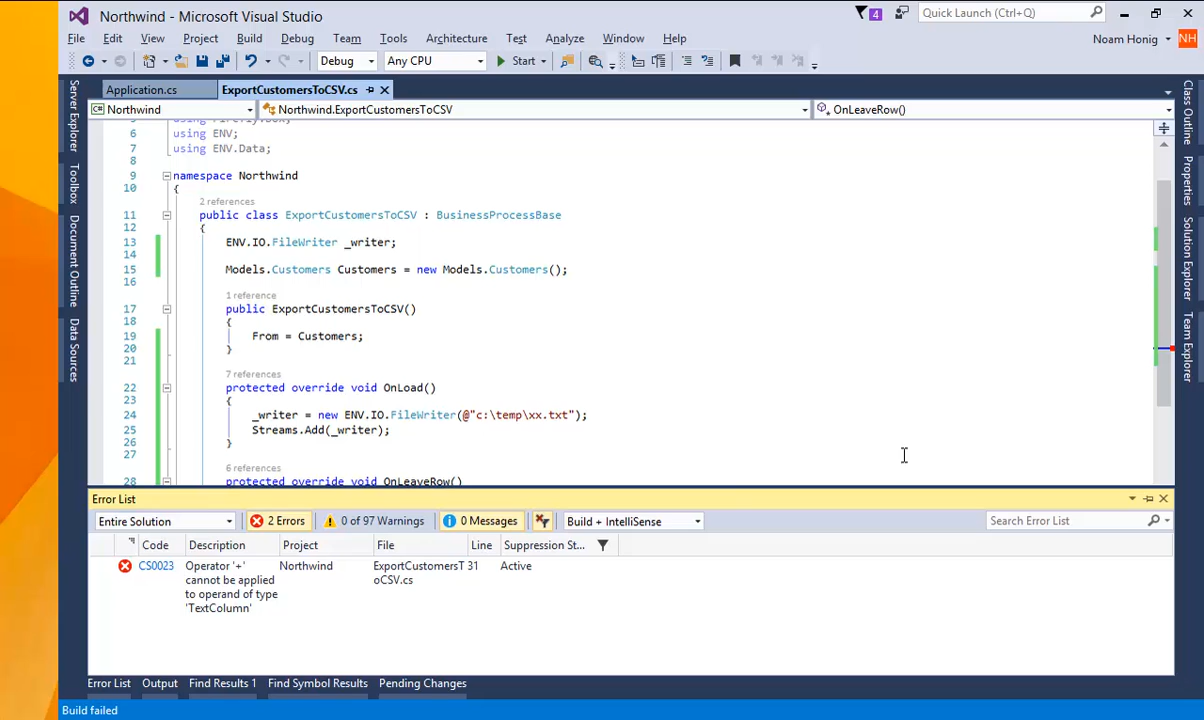 Northwind - Microsoft Visual Studio
4
Quick Launch (Ctrl+Q)
File Edit View Project Build Debug Team Tools Architecture Test Analyze Window Help
Noam Honig NH
Debug Any CPU Start
Application.cs ExportCustomersToCSV.cs
C# Northwind Northwind.ExportCustomersToCSV OnLeaveRow()
Server Explorer
Toolbox
Document Outline
Data Sources
5 using Firefly.Box;
6 using ENV;
7 using ENV.Data;
8
9 namespace Northwind
10 {
2 references
11 public class ExportCustomersToCSV : BusinessProcessBase
12 {
13 ENV.IO.FileWriter _writer;
14
15 Models.Customers Customers = new Models.Customers();
16
1 reference
17 public ExportCustomersToCSV()
18 {
19 From = Customers;
20 }
21
7 references
22 protected override void OnLoad()
23 {
24 _writer = new ENV.IO.FileWriter(@"c:\temp\xx.txt");
25 Streams.Add(_writer);
26 }
27
6 references
28 protected override void OnLeaveRow()
Class Outline
Properties
Solution Explorer
Team Explorer
Error List
Entire Solution 2 Errors 0 of 97 Warnings 0 Messages Build + IntelliSense Search Error List
Code Description Project File Line Suppression St...
CS0023 Operator '+' Northwind ExportCustomersT 31 Active
cannot be applied oCSV.cs
to operand of type
'TextColumn'
Error List Output Find Results 1 Find Symbol Results Pending Changes
Build failed